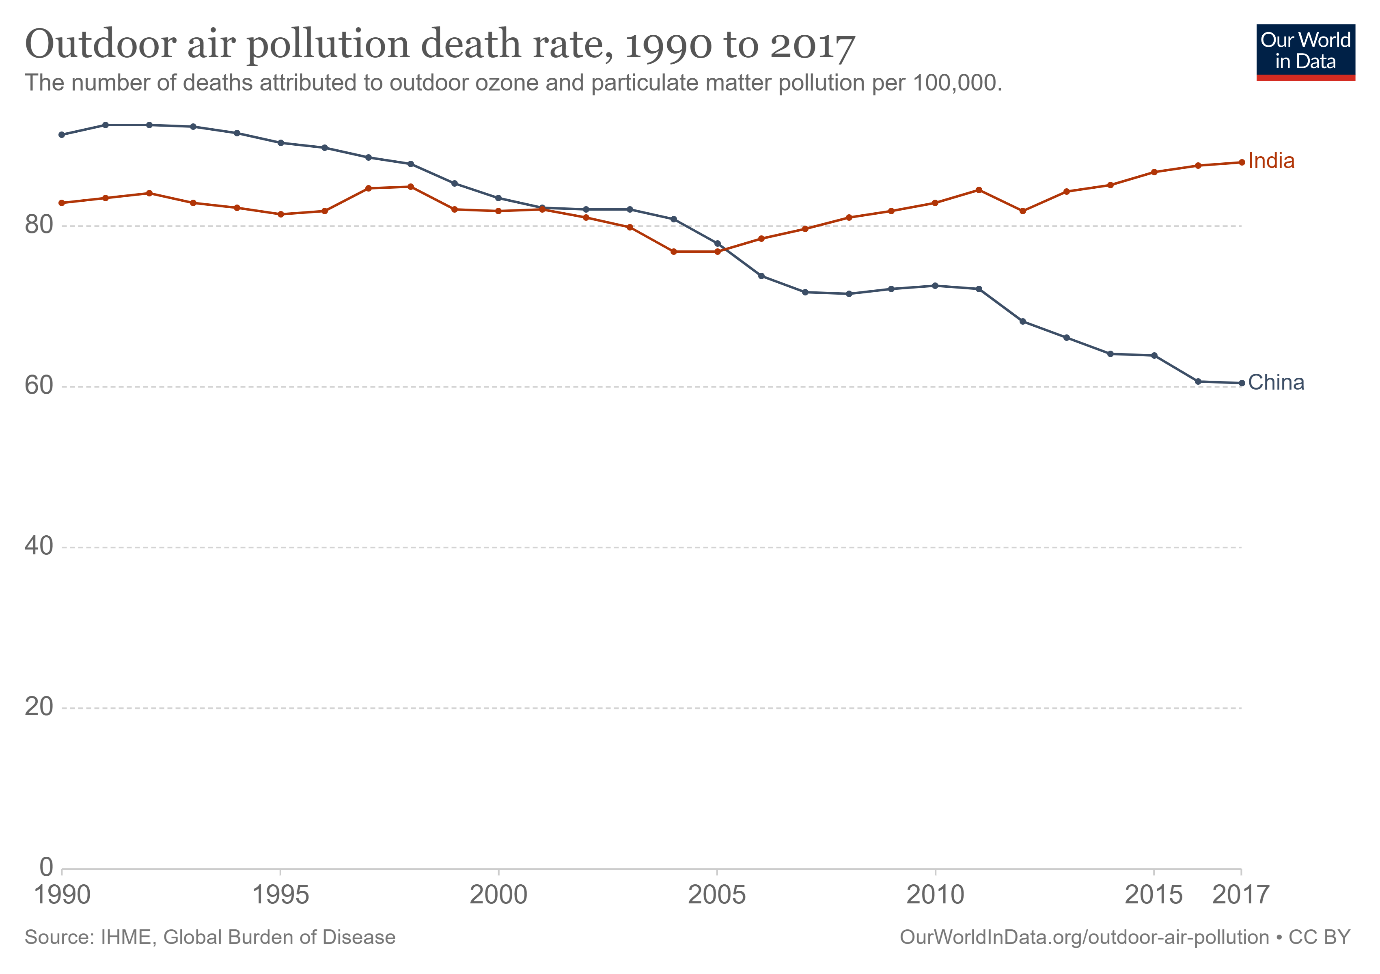 Outdoor air pollution death rate, 1990 to 2017
The number of deaths attributed to outdoor ozone and particulate matter pollution per 100,000.
Our World
in Data
India
80
60
China
40
20
0
1990 1995 2000 2005 2010 2015 2017
Source: IHME, Global Burden of Disease
OurWorldInData.org/outdoor-air-pollution • CC BY